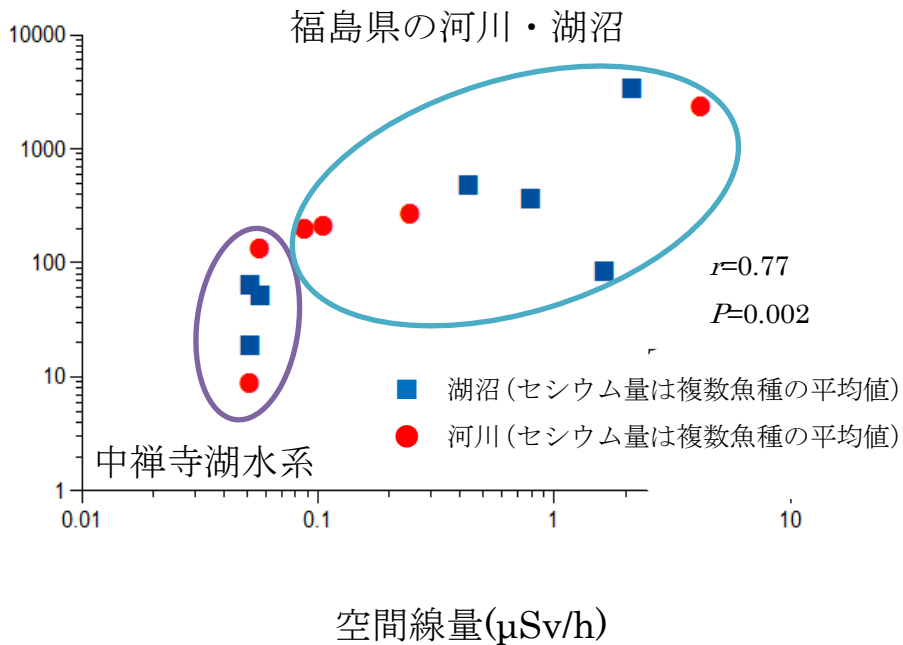 福島県の河川・湖沼
10000
1000
100
10
1
r=0.77
P=0.002
湖沼(セシウム量は複数魚種の平均値)
河川(セシウム量は複数魚種の平均値)
中禅寺湖水系
0.01
0.1
1
10
空間線量(μSv/h)